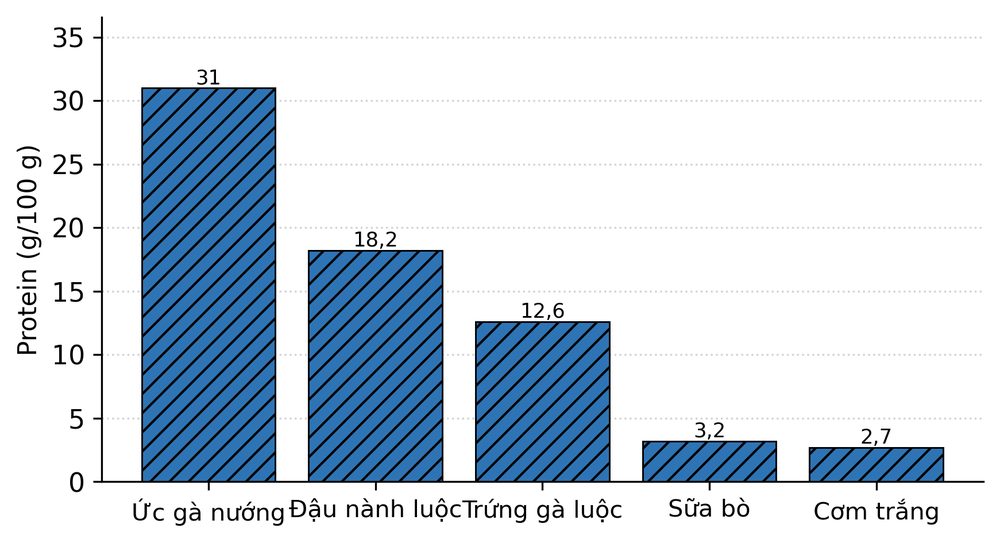 Protein (g/100 g)
35
30
25
20
15
10
5
0
31
18,2
12,6
3,2
2,7
Ức gà nướng
Đậu nành luộc
Trứng gà luộc
Sữa bò
Cơm trắng